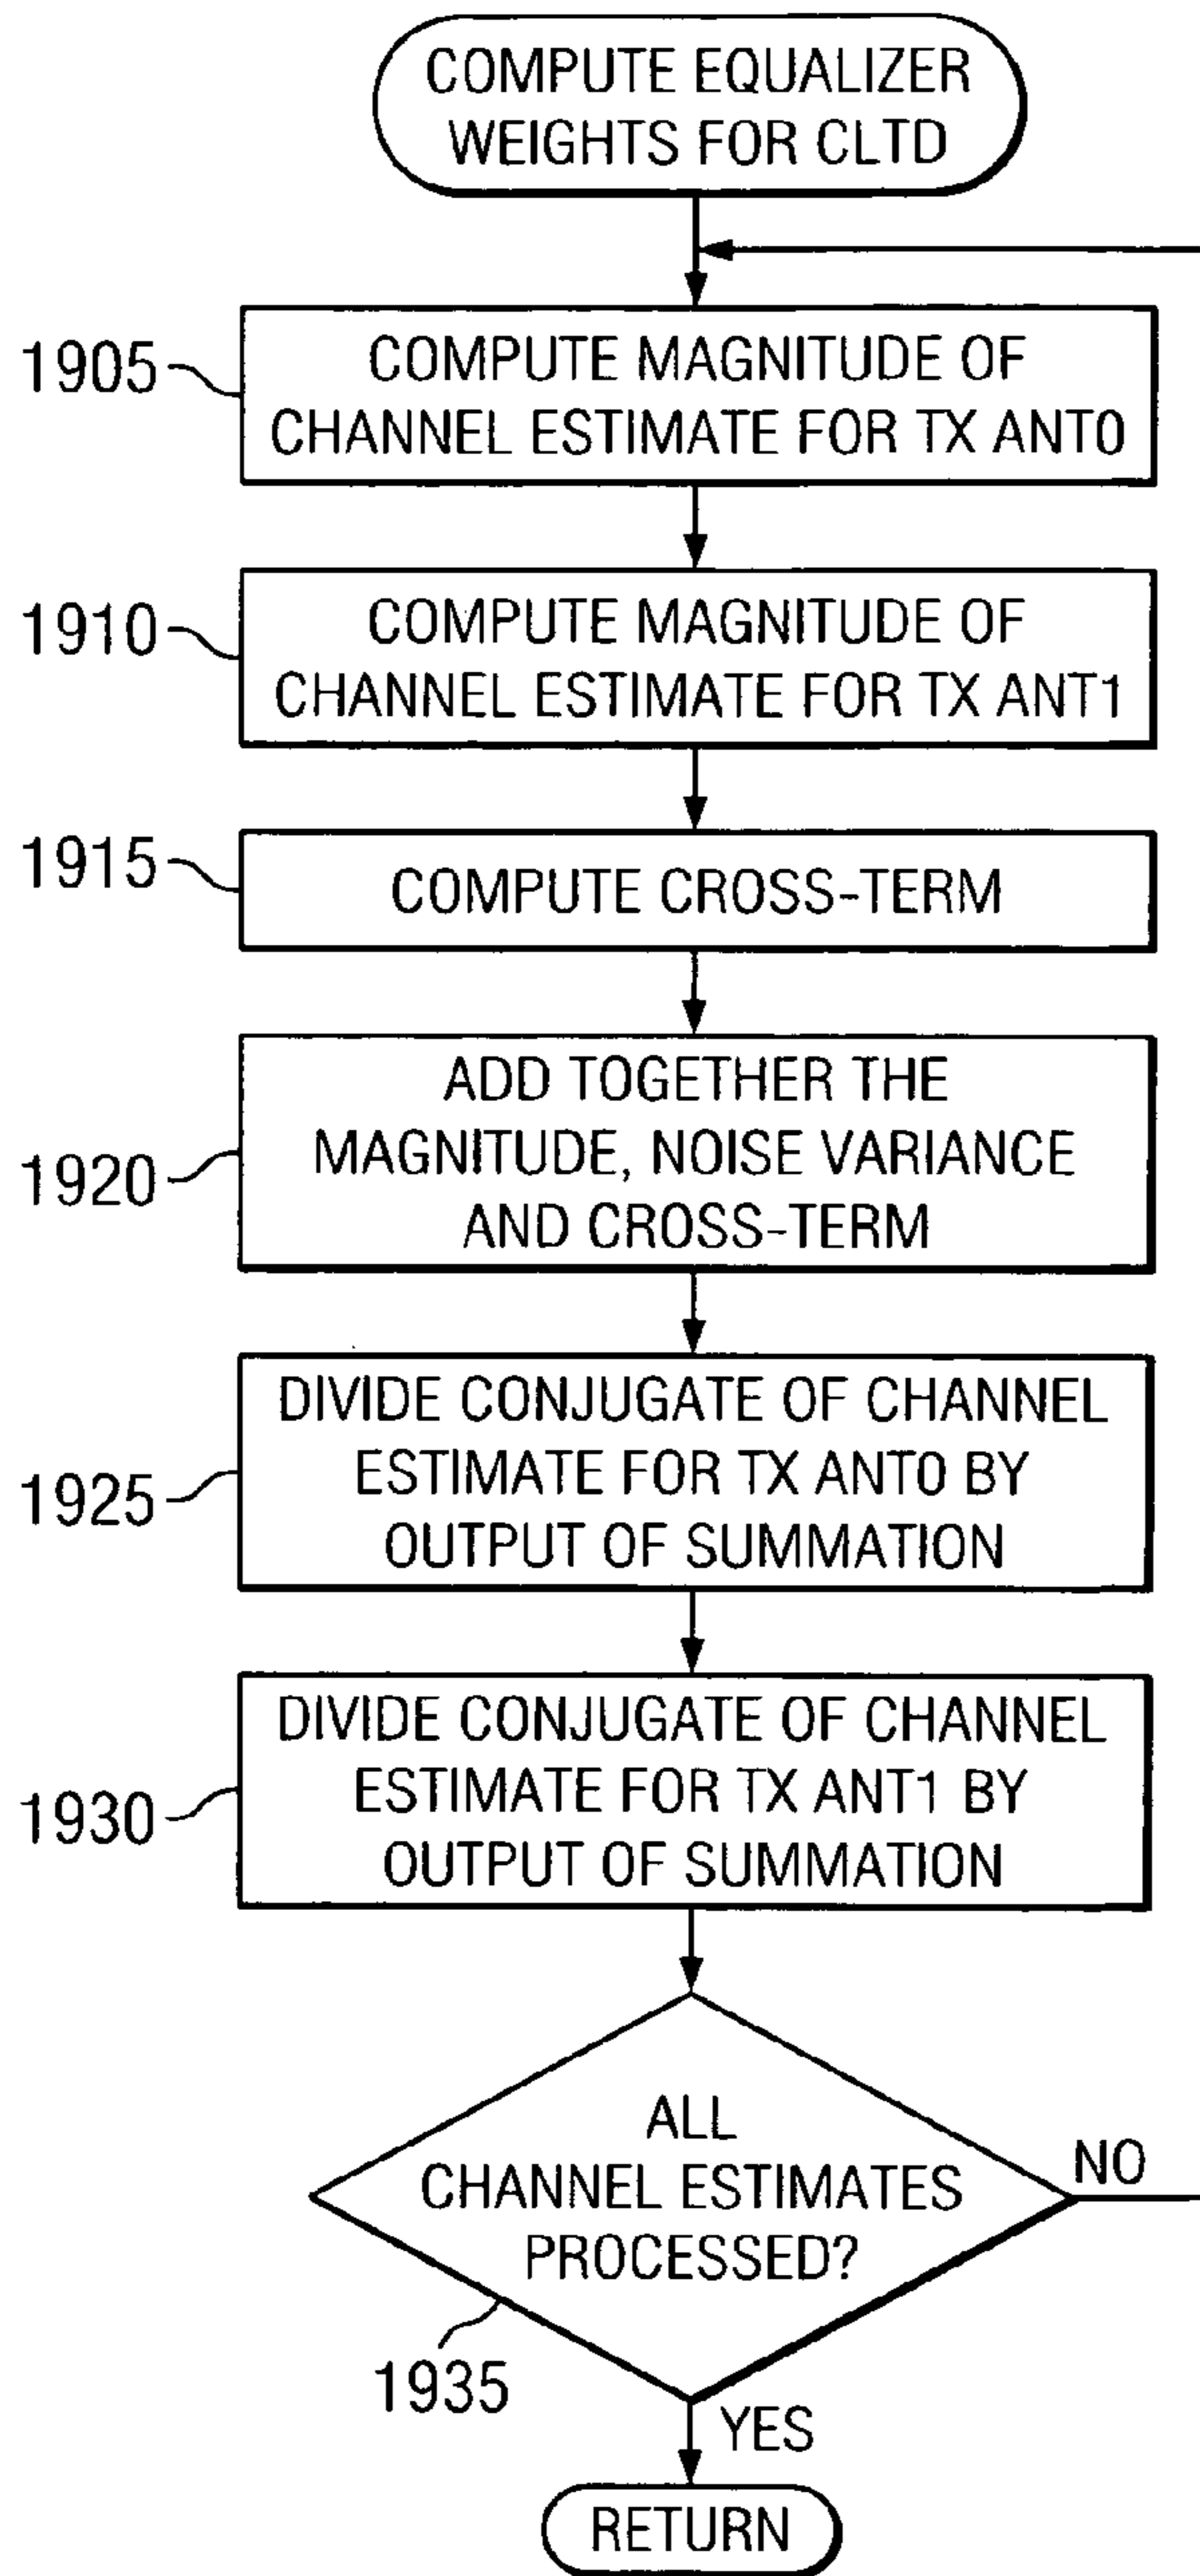 COMPUTE EQUALIZER
WEIGHTS FOR CLTD
1905
COMPUTE MAGNITUDE OF
CHANNEL ESTIMATE FOR TX ANT0
1910
COMPUTE MAGNITUDE OF
CHANNEL ESTIMATE FOR TX ANT1
1915
COMPUTE CROSS-TERM
1920
ADD TOGETHER THE
MAGNITUDE, NOISE VARIANCE
AND CROSS-TERM
1925
DIVIDE CONJUGATE OF CHANNEL
ESTIMATE FOR TX ANT0 BY
OUTPUT OF SUMMATION
1930
DIVIDE CONJUGATE OF CHANNEL
ESTIMATE FOR TX ANT1 BY
OUTPUT OF SUMMATION
ALL
CHANNEL ESTIMATES
PROCESSED?
NO
1935
YES
RETURN